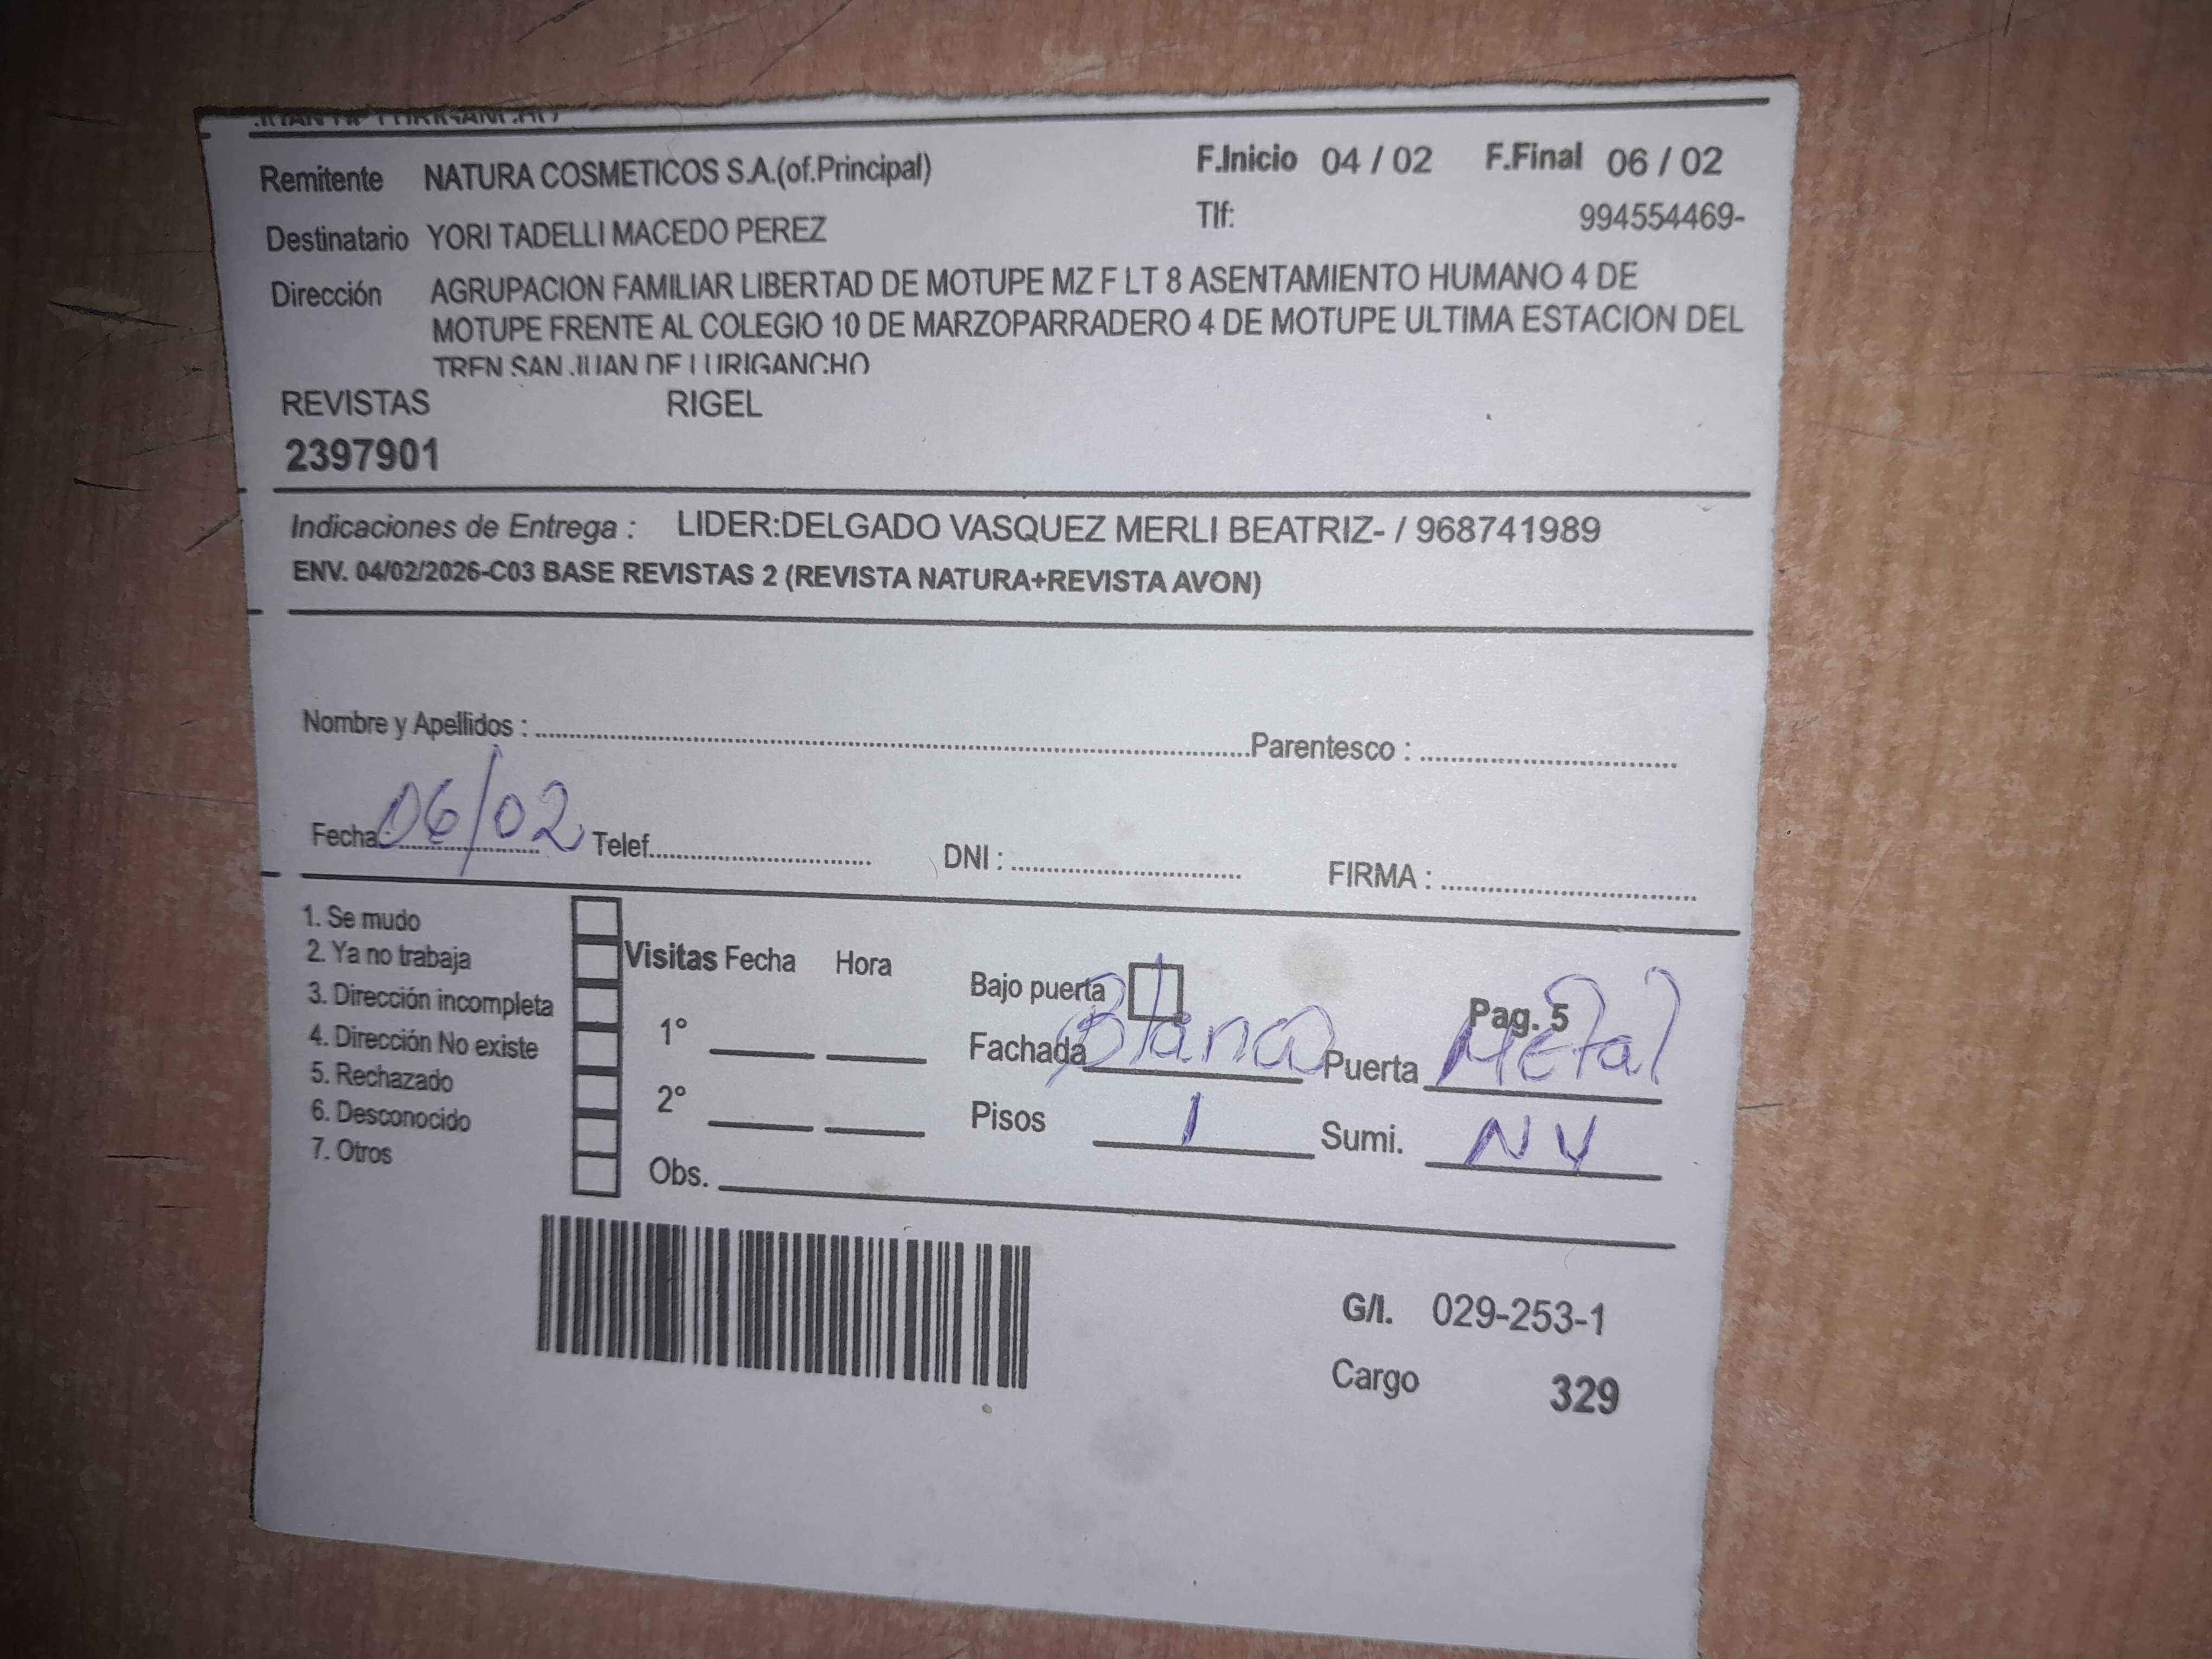 JUAN DE LURIGANCHO
Remitente NATURA COSMETICOS S.A.(of.Principal) F.Inicio 04 / 02 F.Final 06 / 02
Destinatario YORI TADELLI MACEDO PEREZ Tlf: 994554469-
Dirección AGRUPACION FAMILIAR LIBERTAD DE MOTUPE MZ F LT 8 ASENTAMIENTO HUMANO 4 DE
MOTUPE FRENTE AL COLEGIO 10 DE MARZOPARRADERO 4 DE MOTUPE ULTIMA ESTACION DEL
TREN SAN JUAN DE LURIGANCHO
REVISTAS RIGEL
2397901
Indicaciones de Entrega : LIDER:DELGADO VASQUEZ MERLI BEATRIZ- / 968741989
ENV. 04/02/2026-C03 BASE REVISTAS 2 (REVISTA NATURA+REVISTA AVON)
Nombre y Apellidos : Parentesco :
Fecha: 06/02 Telef. DNI : FIRMA :
1. Se mudo
2. Ya no trabaja
3. Dirección incompleta
4. Dirección No existe
5. Rechazado
6. Desconocido
7. Otros
Visitas Fecha Hora
1°
2°
Obs.
Bajo puerta Pag. 5
Fachada Blanca Puerta Metal
Pisos 1 Sumi. NV
G/I. 029-253-1
Cargo 329